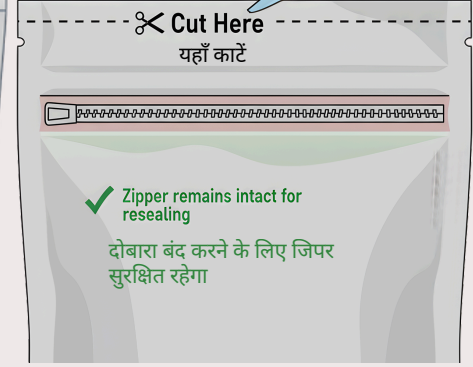 Cut Here
यहाँ काटें
Zipper remains intact for
resealing
दोबारा बंद करने के लिए जिपर
सुरक्षित रहेगा